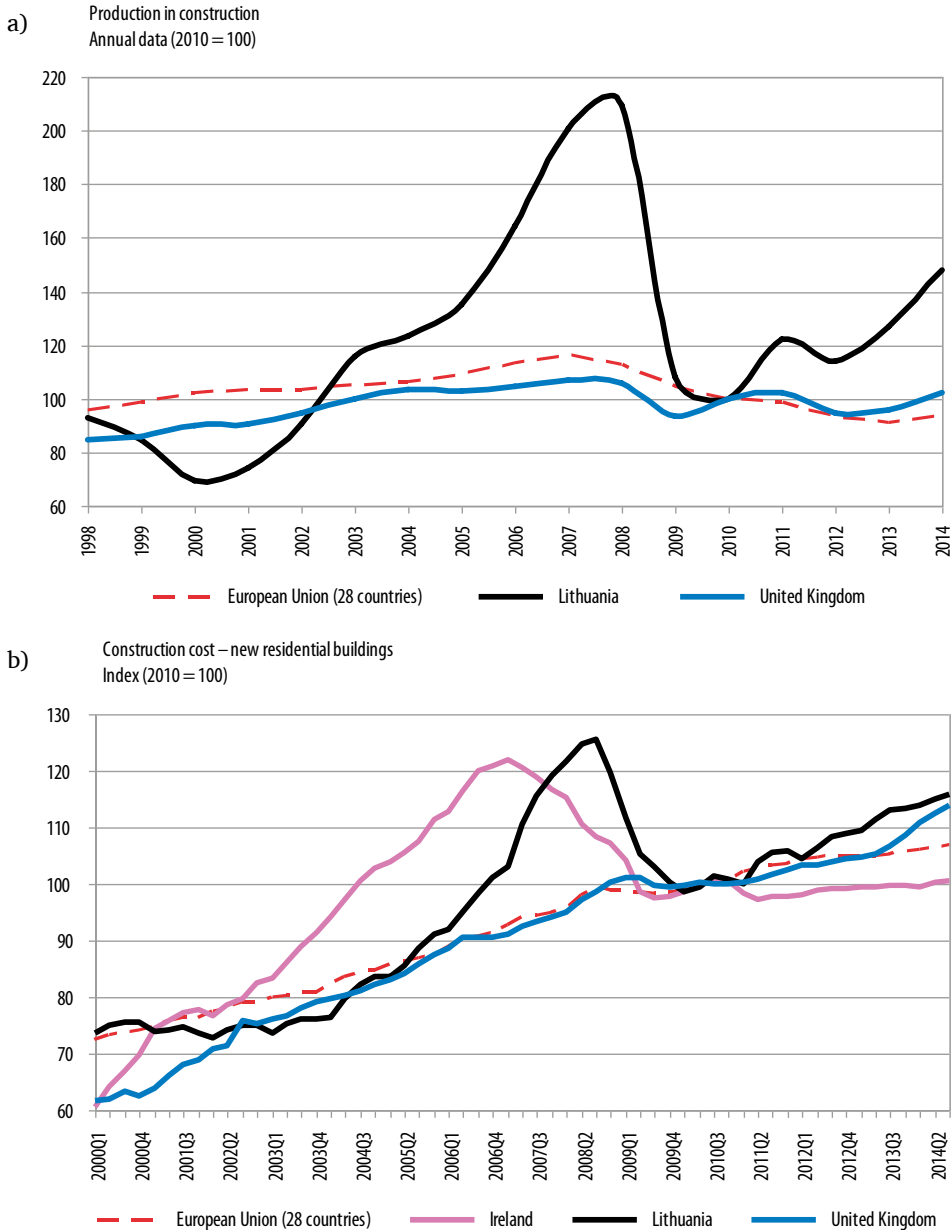 a)
Production in construction
Annual data (2010 = 100)
220
200
180
160
140
120
100
80
60
1998
1999
2000
2001
2002
2003
2004
2005
2006
2007
2008
2009
2010
2011
2012
2013
2014
European Union (28 countries) Lithuania United Kingdom
b)
Construction cost – new residential buildings
Index (2010 = 100)
130
120
110
100
90
80
70
60
2000Q1
2000Q4
2001Q3
2002Q2
2003Q1
2003Q4
2004Q3
2005Q2
2006Q1
2006Q4
2007Q3
2008Q2
2009Q1
2009Q4
2010Q3
2011Q2
2012Q1
2012Q4
2013Q3
2014Q2
European Union (28 countries) Ireland Lithuania United Kingdom